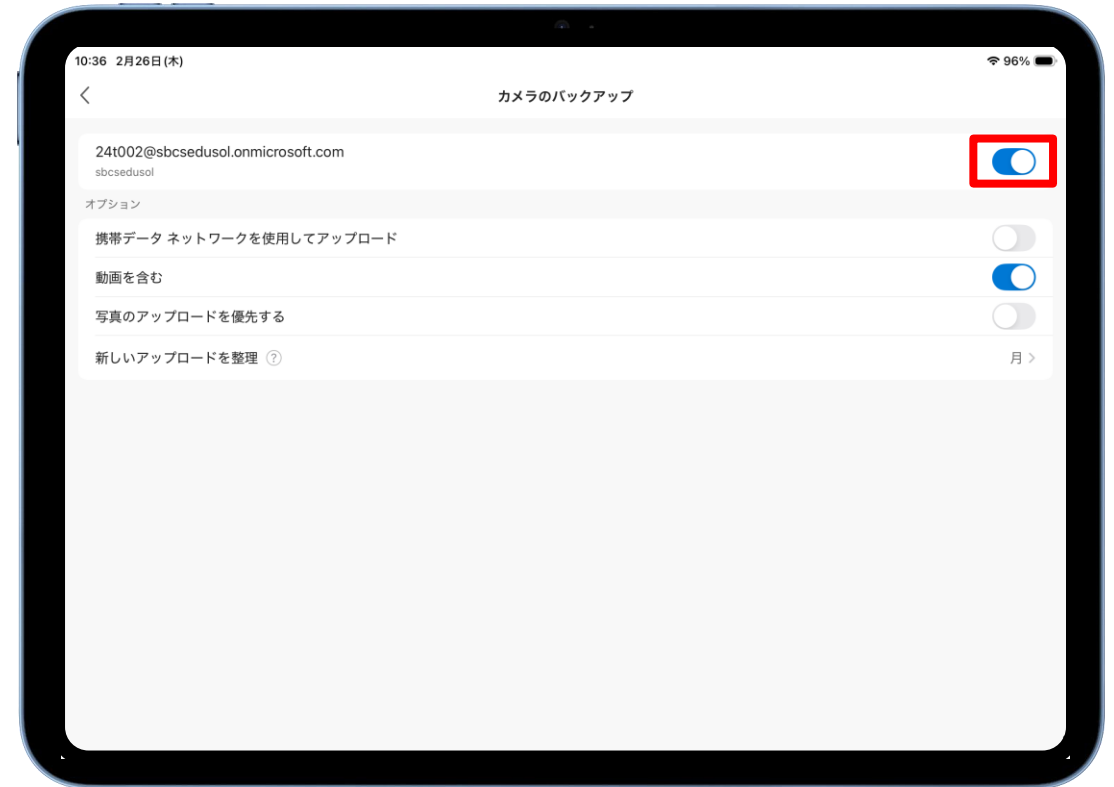 10:36 2月26日(木)
96%
カメラのバックアップ
24t002@sbcsedusol.onmicrosoft.com
sbcsedusol
オプション
携帯データ ネットワークを使用してアップロード
動画を含む
写真のアップロードを優先する
新しいアップロードを整理 ?
月